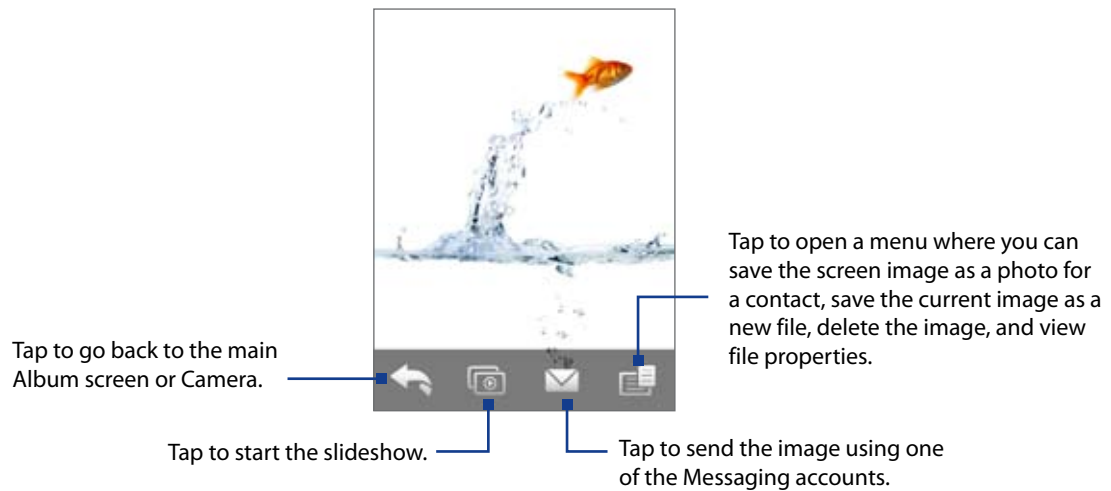 Tap to open a menu where you can
save the screen image as a photo for
a contact, save the current image as a
new file, delete the image, and view
file properties.
Tap to go back to the main
Album screen or Camera.
Tap to start the slideshow.
Tap to send the image using one
of the Messaging accounts.